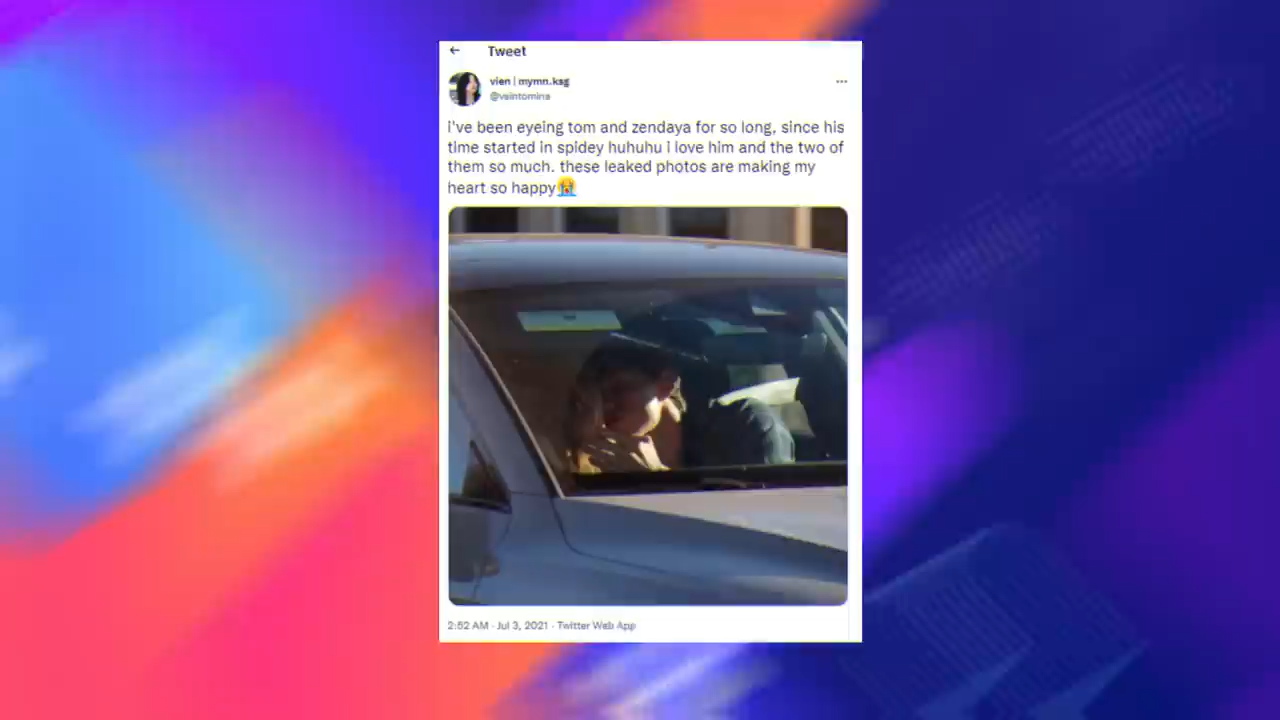 Tweet
vien | mymn.ksg
@vaintomina
i've been eyeing tom and zendaya for so long, since his
time started in spidey huhuhu i love him and the two of
them so much. these leaked photos are making my
heart so happy😭
2:52 AM · Jul 3, 2021 · Twitter Web App